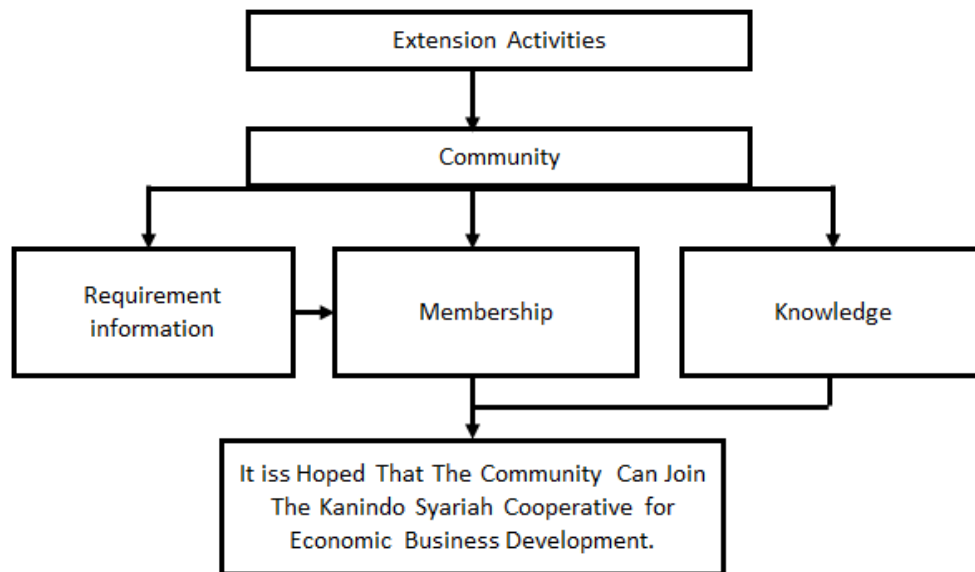 Extension Activities
Community
Requirement
information
Membership
Knowledge
It iss Hoped That The Community Can Join
The Kanindo Syariah Cooperative for
Economic Business Development.